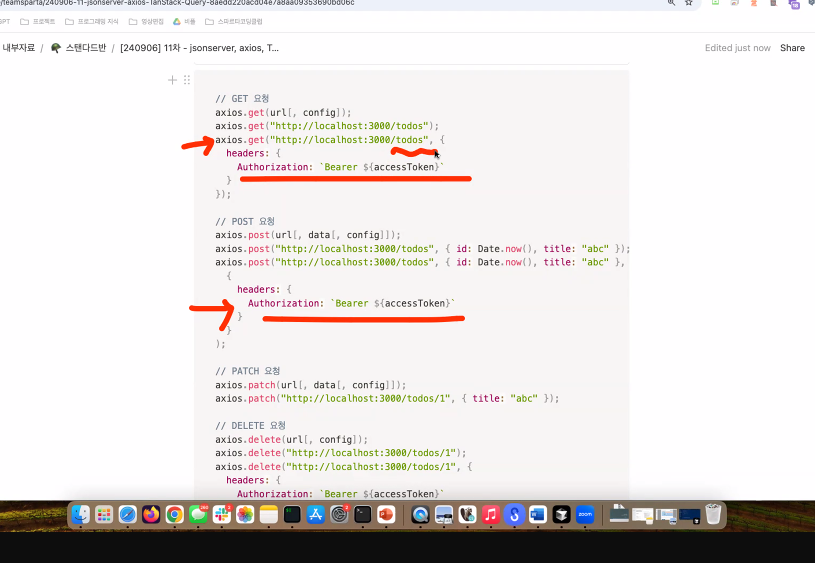 /teamsparta/240906-11-jsonserver-axios-TanStack-Query-8aedd220acd04e7a8aa09353690bd06c
GPT 프로젝트 프로그래밍 지식 영상편집 비율 스파르타코딩클럽
내부자료 / 스탠다드반 / [240906] 11차 - jsonserver, axios, T... Edited just now Share
// GET 요청
axios.get(url[, config]);
axios.get("http://localhost:3000/todos");
axios.get("http://localhost:3000/todos", {
headers: {
Authorization: `Bearer ${accessToken}`
}
});
// POST 요청
axios.post(url[, data[, config]]);
axios.post("http://localhost:3000/todos", { id: Date.now(), title: "abc" });
axios.post("http://localhost:3000/todos", { id: Date.now(), title: "abc" },
{
headers: {
Authorization: `Bearer ${accessToken}`
}
}
);
// PATCH 요청
axios.patch(url[, data[, config]]);
axios.patch("http://localhost:3000/todos/1", { title: "abc" });
// DELETE 요청
axios.delete(url[, config]);
axios.delete("http://localhost:3000/todos/1");
axios.delete("http://localhost:3000/todos/1", {
headers: {
Authorization: `Bearer ${accessToken}`
zoom